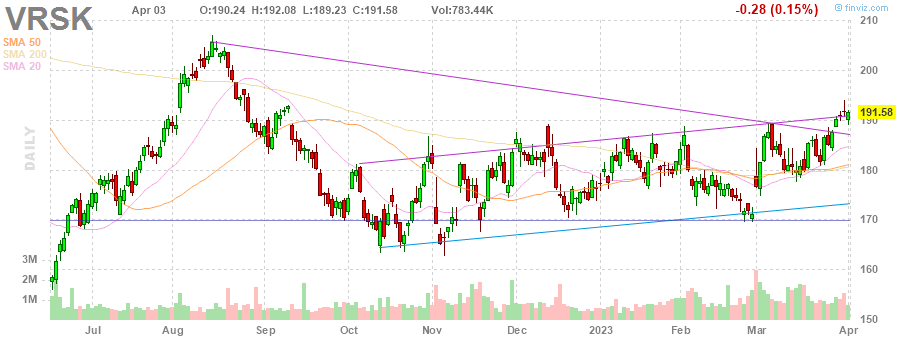 VRSK Apr 03 O:190.24 H:192.08 L:189.23 C:191.58 Vol:783.44K -0.28 (0.15%) © finviz.com
SMA 50
SMA 200
SMA 20
DAILY
210
200
191.58
190
180
170
160
150
3M
2M
1M
Jul Aug Sep Oct Nov Dec 2023 Feb Mar Apr